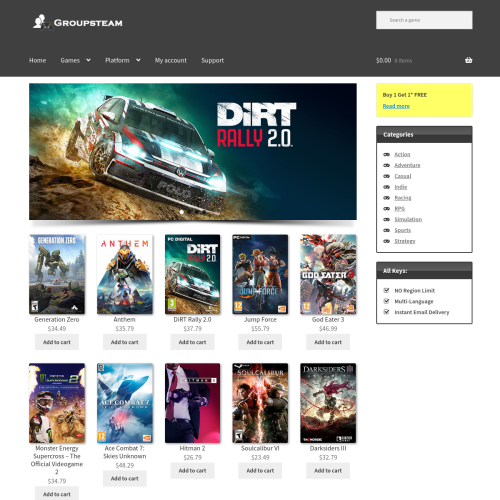 Groupsteam
Search a game
Home Games Platform My account Support
$0.00 0 items
DiRT
RALLY 2.0
Buy 1 Get 1* FREE
Read more
Categories
Action
Adventure
Casual
Indie
Racing
RPG
Simulation
Sports
Strategy
All Keys:
NO Region Limit
Multi-Language
Instant Email Delivery
GENERATION ZERO
Generation Zero
$34.49
Add to cart
ANTHEM
Anthem
$35.79
Add to cart
PC DIGITAL
DiRT
RALLY 2.0
DiRT Rally 2.0
$37.79
Add to cart
JUMP FORCE
Jump Force
$55.79
Add to cart
GOD EATER 3
God Eater 3
$46.99
Add to cart
Monster Energy
Supercross – The
Official Videogame
2
$34.79
Add to cart
ACE COMBAT 7
Ace Combat 7:
Skies Unknown
$48.29
Add to cart
HITMAN 2
Hitman 2
$26.79
Add to cart
SOULCALIBUR
Soulcalibur VI
$23.49
Add to cart
DARKSIDERS III
Darksiders III
$32.79
Add to cart